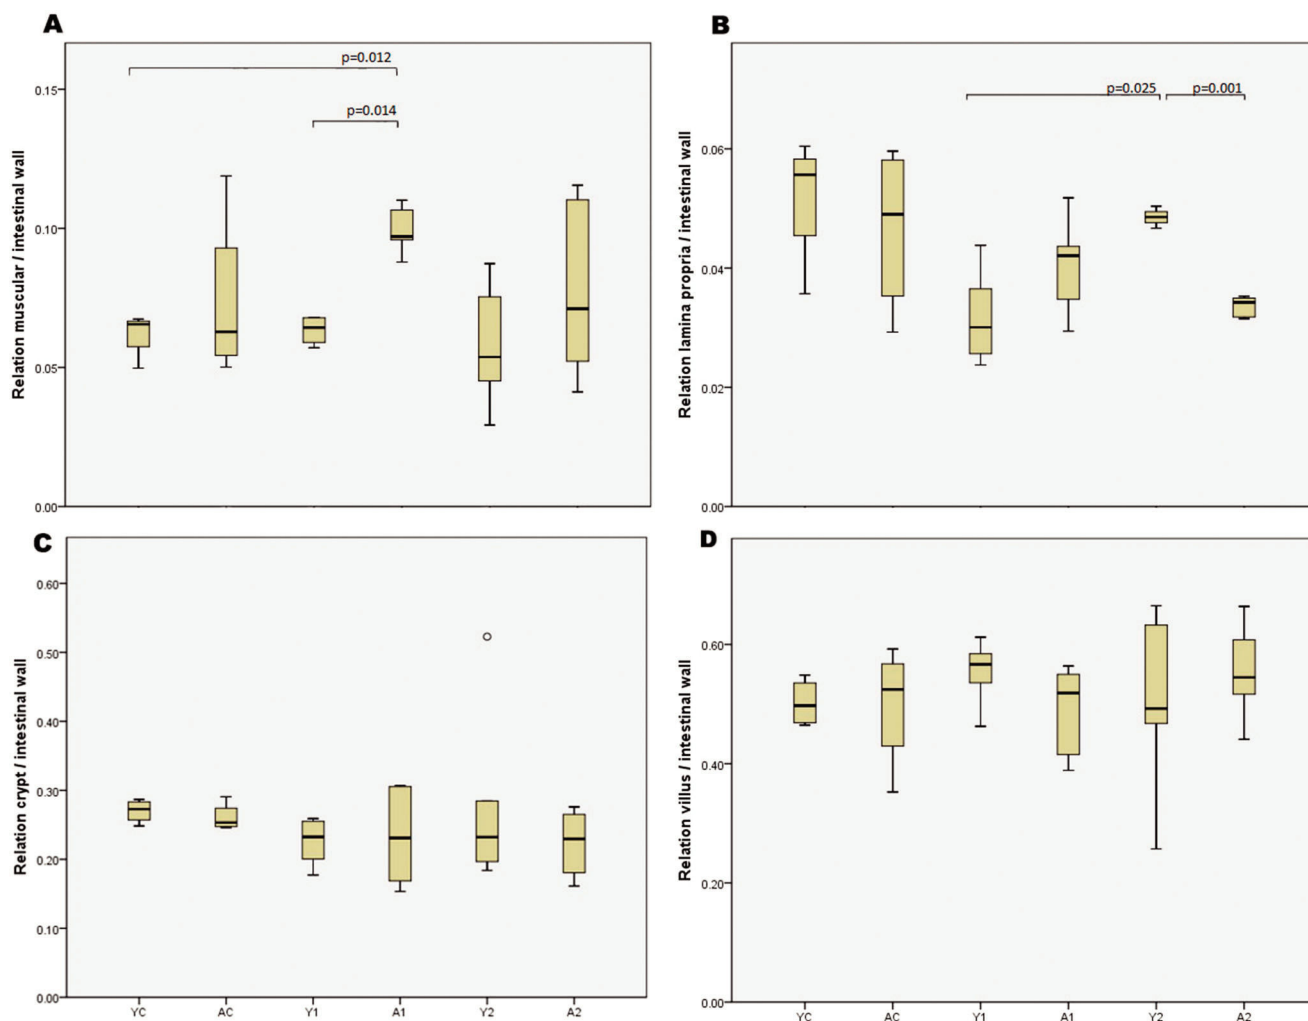 A
p=0.012
p=0.014
0.15
0.10
0.05
0.00
Relation muscular / intestinal wall
B
p=0.025
p=0.001
0.06
0.04
0.02
0.00
Relation lamina propria / intestinal wall
C
0.60
0.50
0.40
0.30
0.20
0.10
0.00
Relation crypt / intestinal wall
YC AC Y1 A1 Y2 A2
D
0.60
0.40
0.20
0.00
Relation villus / intestinal wall
YC AC Y1 A1 Y2 A2